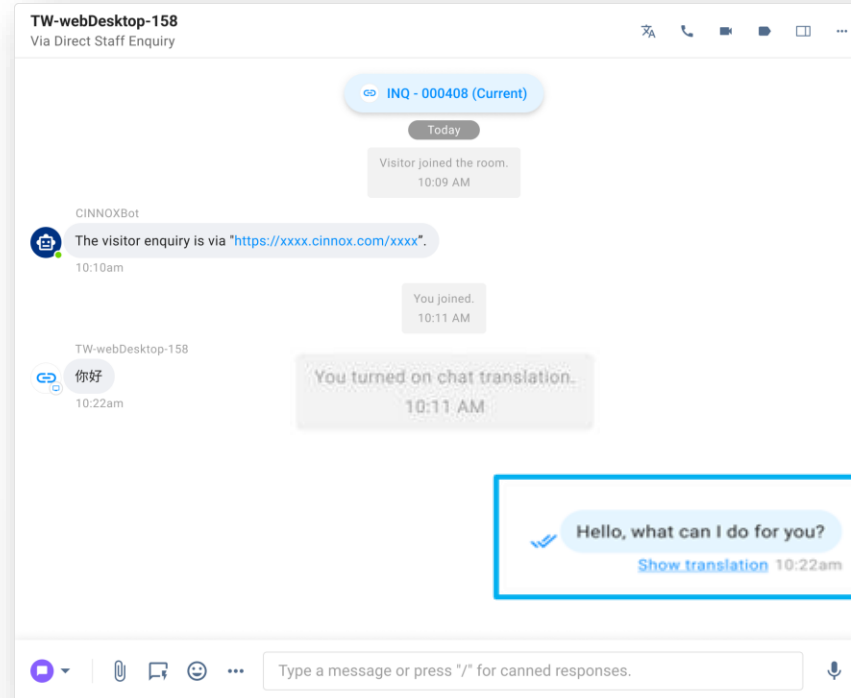 TW-webDesktop-158
Via Direct Staff Enquiry
INQ - 000408 (Current)
Today
Visitor joined the room.
10:09 AM
CINNOXBot
The visitor enquiry is via "https://xxxx.cinnox.com/xxxx".
10:10am
You joined.
10:11 AM
TW-webDesktop-158
你好
10:22am
You turned on chat translation.
10:11 AM
Hello, what can I do for you?
Show translation 10:22am
Type a message or press "/" for canned responses.